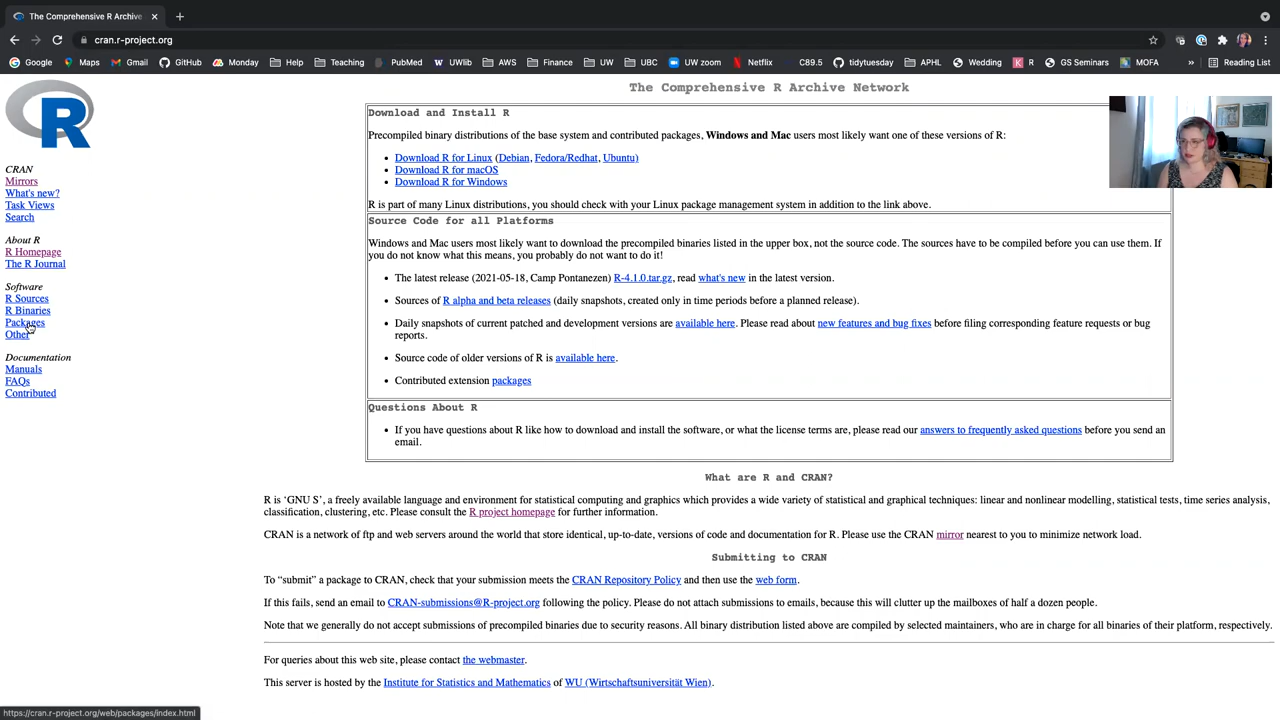 The Comprehensive R Archive
cran.r-project.org
Google Maps Gmail GitHub Monday Help Teaching PubMed UWlib AWS Finance UW UBC UW zoom Netflix C89.5 tidytuesday APHL Wedding R GS Seminars MOFA » Reading List
R
CRAN
Mirrors
What's new?
Task Views
Search
About R
R Homepage
The R Journal
Software
R Sources
R Binaries
Packages
Other
Documentation
Manuals
FAQs
Contributed
The Comprehensive R Archive Network
Download and Install R
Precompiled binary distributions of the base system and contributed packages, Windows and Mac users most likely want one of these versions of R:
• Download R for Linux (Debian, Fedora/Redhat, Ubuntu)
• Download R for macOS
• Download R for Windows
R is part of many Linux distributions, you should check with your Linux package management system in addition to the link above.
Source Code for all Platforms
Windows and Mac users most likely want to download the precompiled binaries listed in the upper box, not the source code. The sources have to be compiled before you can use them. If
you do not know what this means, you probably do not want to do it!
• The latest release (2021-05-18, Camp Pontanezen) R-4.1.0.tar.gz, read what's new in the latest version.
• Sources of R alpha and beta releases (daily snapshots, created only in time periods before a planned release).
• Daily snapshots of current patched and development versions are available here. Please read about new features and bug fixes before filing corresponding feature requests or bug
reports.
• Source code of older versions of R is available here.
• Contributed extension packages
Questions About R
• If you have questions about R like how to download and install the software, or what the license terms are, please read our answers to frequently asked questions before you send an
email.
What are R and CRAN?
R is ‘GNU S’, a freely available language and environment for statistical computing and graphics which provides a wide variety of statistical and graphical techniques: linear and nonlinear modelling, statistical tests, time series analysis,
classification, clustering, etc. Please consult the R project homepage for further information.
CRAN is a network of ftp and web servers around the world that store identical, up-to-date, versions of code and documentation for R. Please use the CRAN mirror nearest to you to minimize network load.
Submitting to CRAN
To “submit” a package to CRAN, check that your submission meets the CRAN Repository Policy and then use the web form.
If this fails, send an email to CRAN-submissions@R-project.org following the policy. Please do not attach submissions to emails, because this will clutter up the mailboxes of half a dozen people.
Note that we generally do not accept submissions of precompiled binaries due to security reasons. All binary distribution listed above are compiled by selected maintainers, who are in charge for all binaries of their platform, respectively.
For queries about this web site, please contact the webmaster.
This server is hosted by the Institute for Statistics and Mathematics of WU (Wirtschaftsuniversität Wien).
https://cran.r-project.org/web/packages/index.html